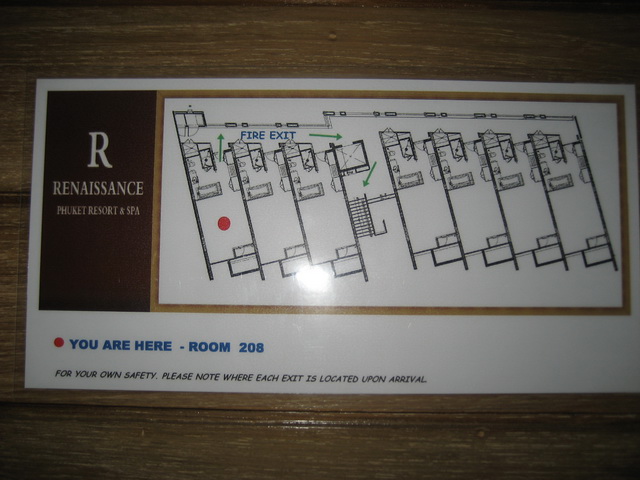 R
RENAISSANCE
PHUKET RESORT & SPA
FIRE EXIT
YOU ARE HERE - ROOM 208
FOR YOUR OWN SAFETY. PLEASE NOTE WHERE EACH EXIT IS LOCATED UPON ARRIVAL.